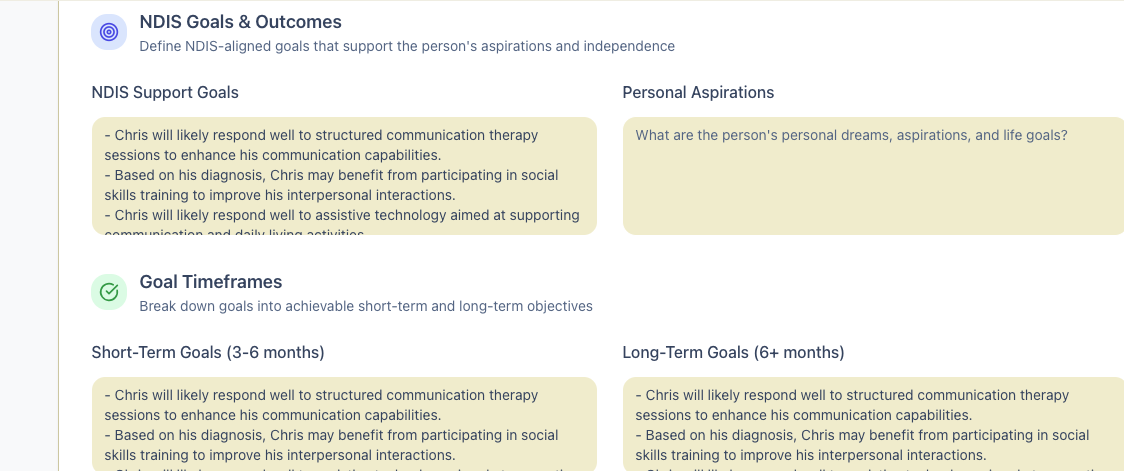 NDIS Goals & Outcomes
Define NDIS-aligned goals that support the person's aspirations and independence
NDIS Support Goals
- Chris will likely respond well to structured communication therapy
sessions to enhance his communication capabilities.
- Based on his diagnosis, Chris may benefit from participating in social
skills training to improve his interpersonal interactions.
- Chris will likely respond well to assistive technology aimed at supporting
communication and daily living activities.
Personal Aspirations
What are the person's personal dreams, aspirations, and life goals?
Goal Timeframes
Break down goals into achievable short-term and long-term objectives
Short-Term Goals (3-6 months)
- Chris will likely respond well to structured communication therapy
sessions to enhance his communication capabilities.
- Based on his diagnosis, Chris may benefit from participating in social
skills training to improve his interpersonal interactions.
Long-Term Goals (6+ months)
- Chris will likely respond well to structured communication therapy
sessions to enhance his communication capabilities.
- Based on his diagnosis, Chris may benefit from participating in social
skills training to improve his interpersonal interactions.